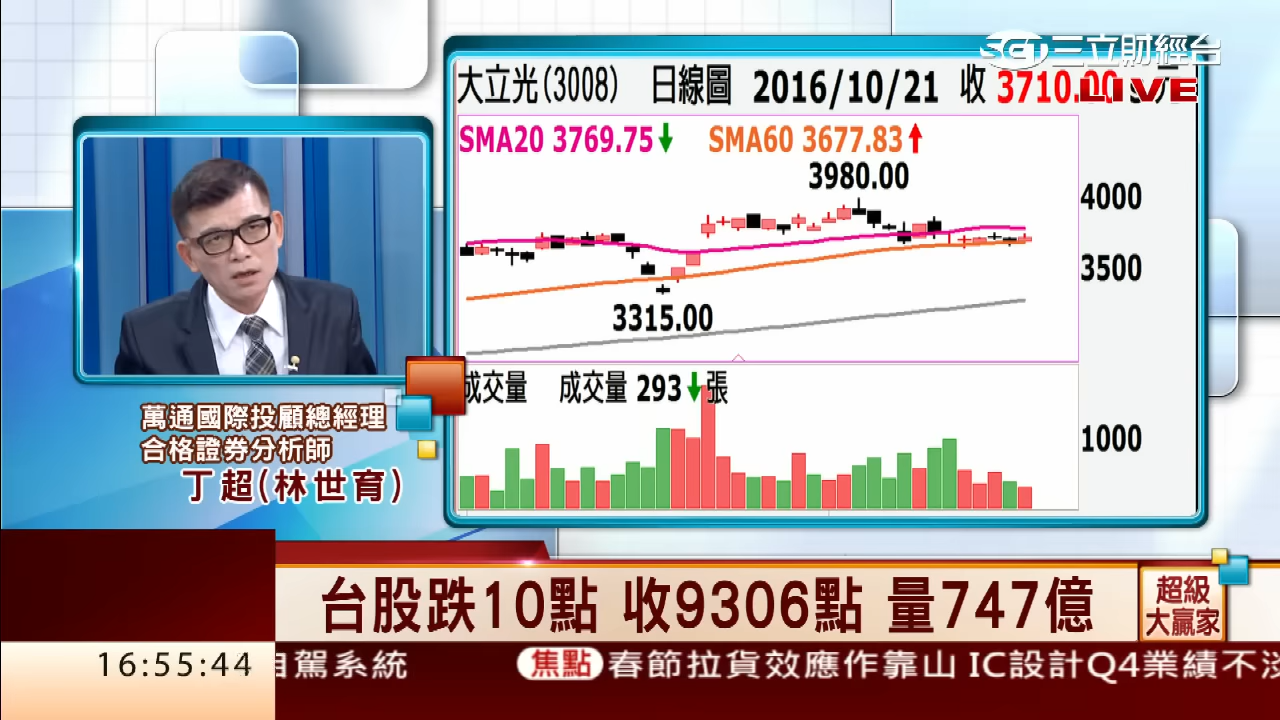 SET三立財經台
LIVE
大立光(3008) 日線圖 2016/10/21 收 3710.00
SMA20 3769.75↓ SMA60 3677.83↑
3980.00
4000
3500
3315.00
成交量 成交量 293↓張
1000
萬通國際投顧總經理
合格證券分析師
丁超(林世育)
台股跌10點 收9306點 量747億
超級
大贏家
16:55:44
自駕系統 焦點 春節拉貨效應作靠山 IC設計Q4業績不淡